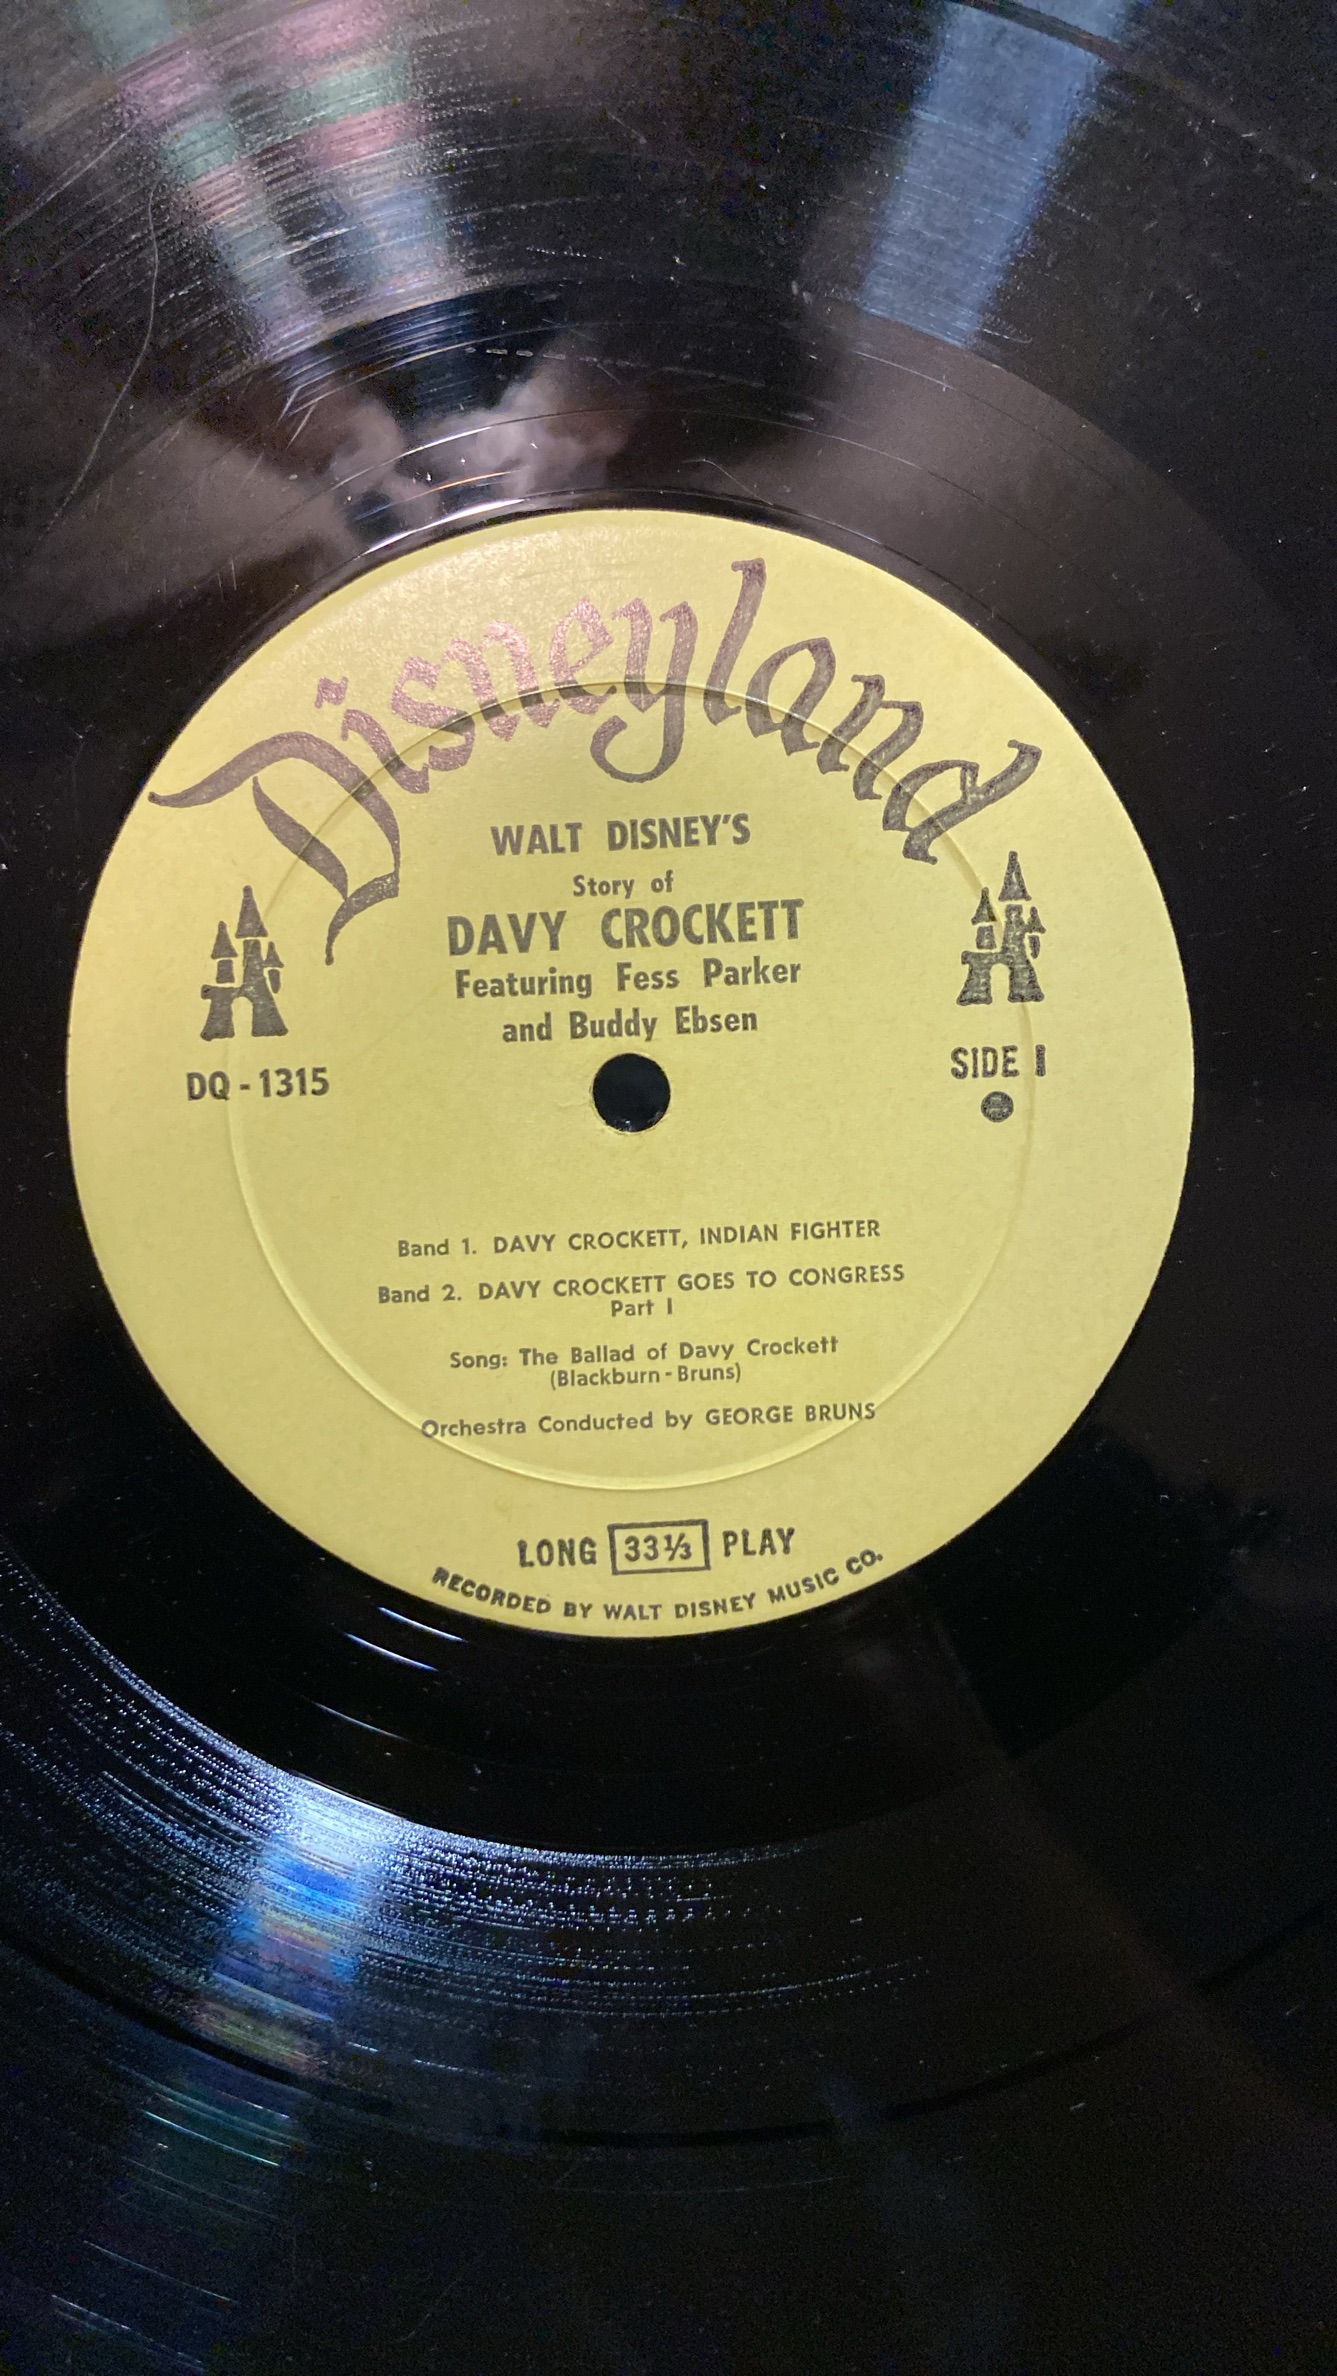 Disneyland
WALT DISNEY'S
Story of
DAVY CROCKETT
Featuring Fess Parker
and Buddy Ebsen
DQ - 1315
SIDE 1
Band 1. DAVY CROCKETT, INDIAN FIGHTER
Band 2. DAVY CROCKETT GOES TO CONGRESS
Part I
Song: The Ballad of Davy Crockett
(Blackburn - Bruns)
Orchestra Conducted by GEORGE BRUNS
LONG 33⅓ PLAY
RECORDED BY WALT DISNEY MUSIC CO.